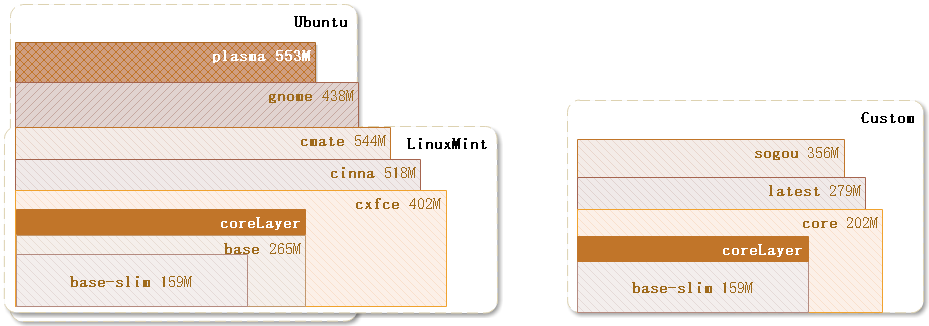 Ubuntu
plasma 553M
gnome 438M
cmate 544M
LinuxMint
cinna 518M
cxfce 402M
coreLayer
base 265M
base-slim 159M
Custom
sogou 356M
latest 279M
core 202M
coreLayer
base-slim 159M